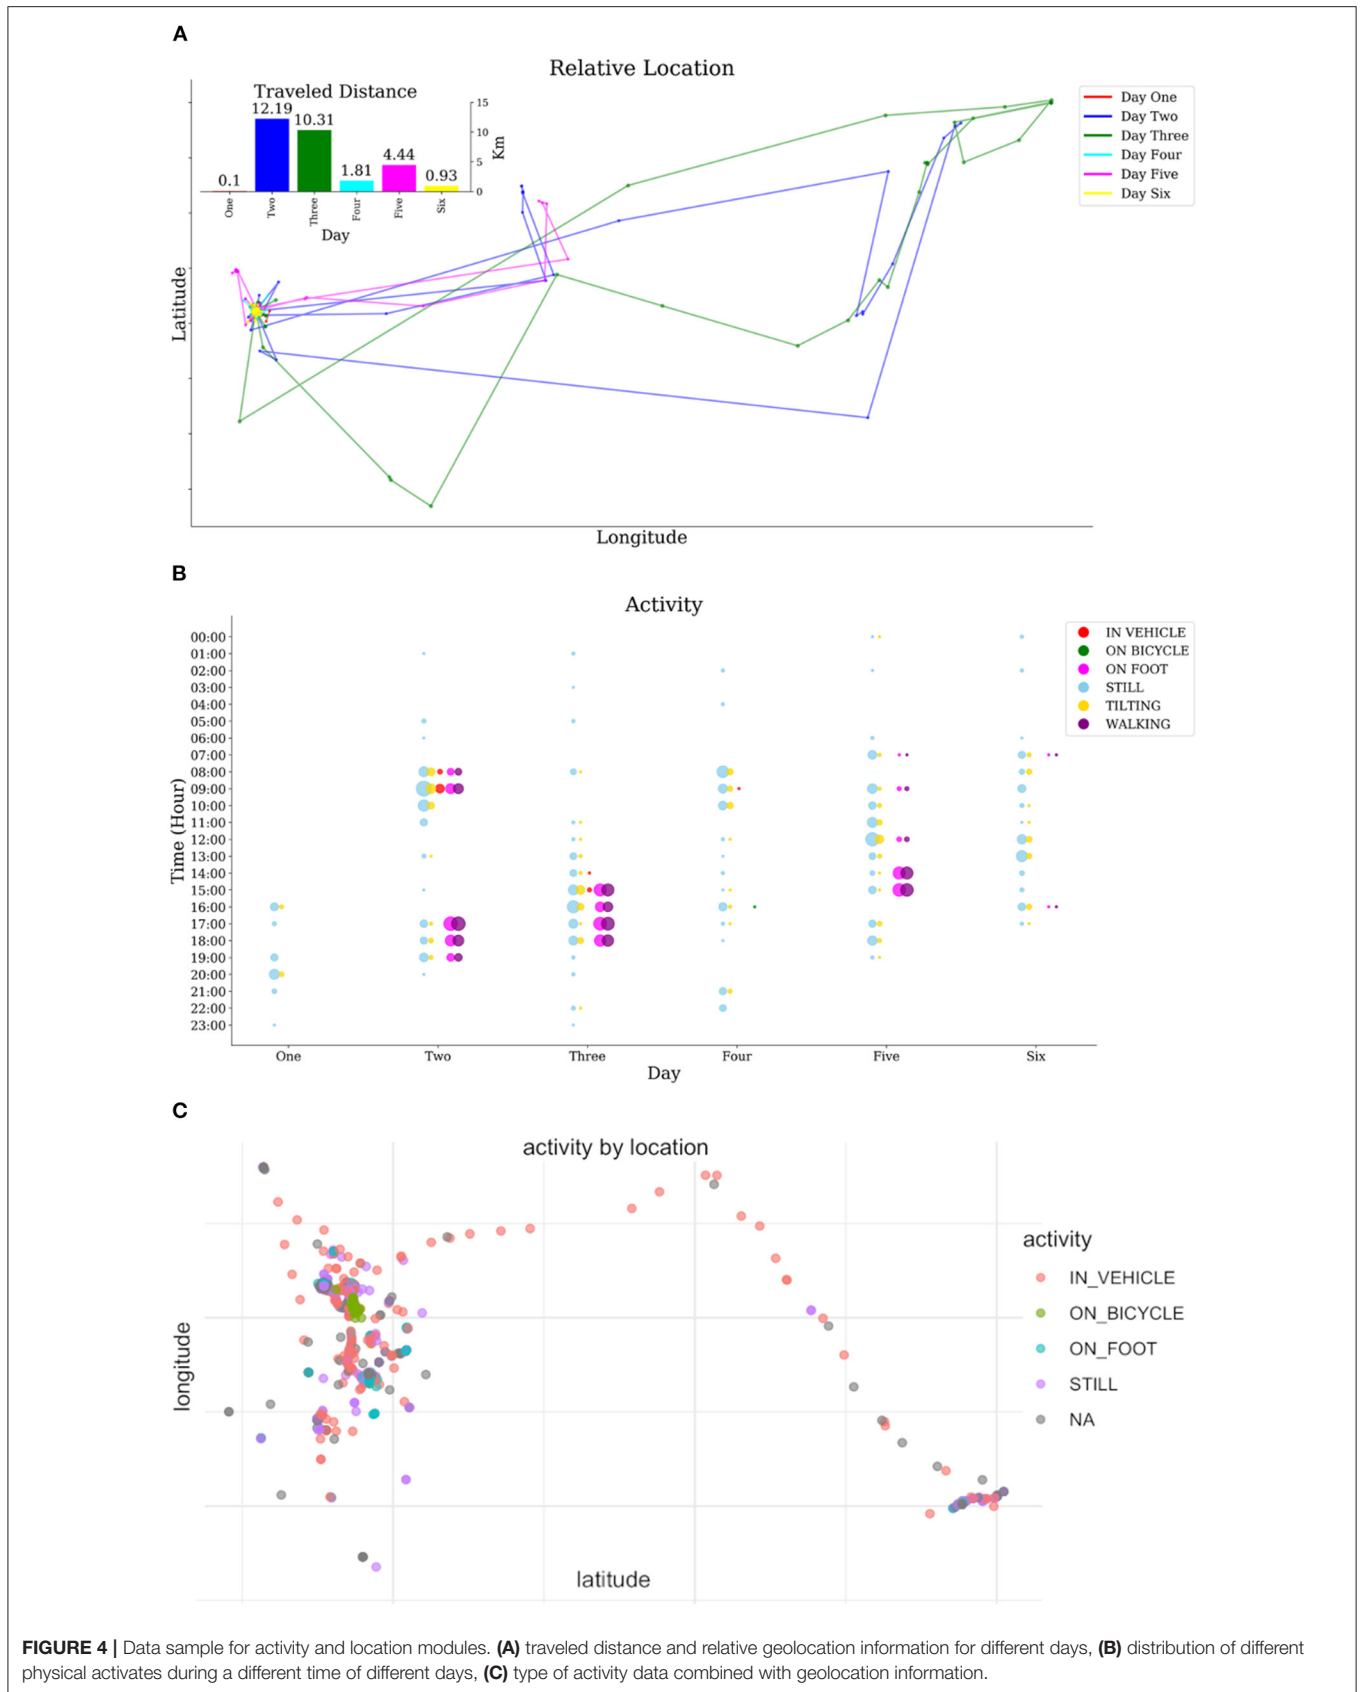 A
Relative Location
Traveled Distance
12.19
10.31
0.1
1.81
4.44
0.93
15
10
5
0
Km
One
Two
Three
Four
Five
Six
Day
Day One
Day Two
Day Three
Day Four
Day Five
Day Six
Latitude
Longitude
B
Activity
00:00
01:00
02:00
03:00
04:00
05:00
06:00
07:00
08:00
09:00
10:00
11:00
12:00
13:00
14:00
15:00
16:00
17:00
18:00
19:00
20:00
21:00
22:00
23:00
Time (Hour)
IN VEHICLE
ON BICYCLE
ON FOOT
STILL
TILTING
WALKING
One
Two
Three
Four
Five
Six
Day
C
activity by location
longitude
latitude
activity
IN_VEHICLE
ON_BICYCLE
ON_FOOT
STILL
NA
FIGURE 4 | Data sample for activity and location modules. (A) traveled distance and relative geolocation information for different days, (B) distribution of different
physical activates during a different time of different days, (C) type of activity data combined with geolocation information.